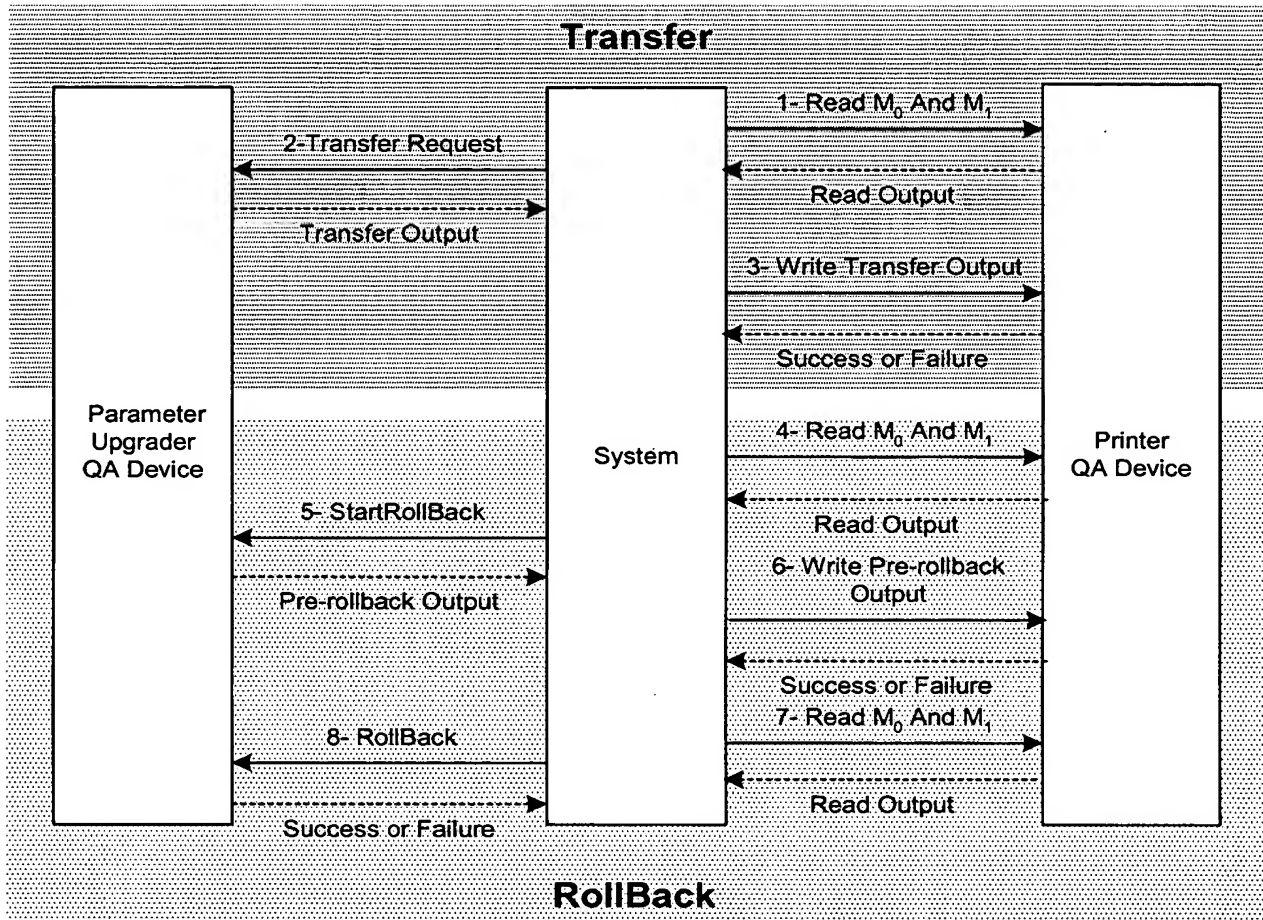 Transfer
1- Read M₀ And M₁
2-Transfer Request
Read Output
Transfer Output
3- Write Transfer Output
Success or Failure
Parameter
Upgrader
QA Device
System
Printer
QA Device
4- Read M₀ And M₁
Read Output
5- StartRollBack
6- Write Pre-rollback
Output
Pre-rollback Output
Success or Failure
7- Read M₀ And M₁
8- RollBack
Read Output
Success or Failure
RollBack